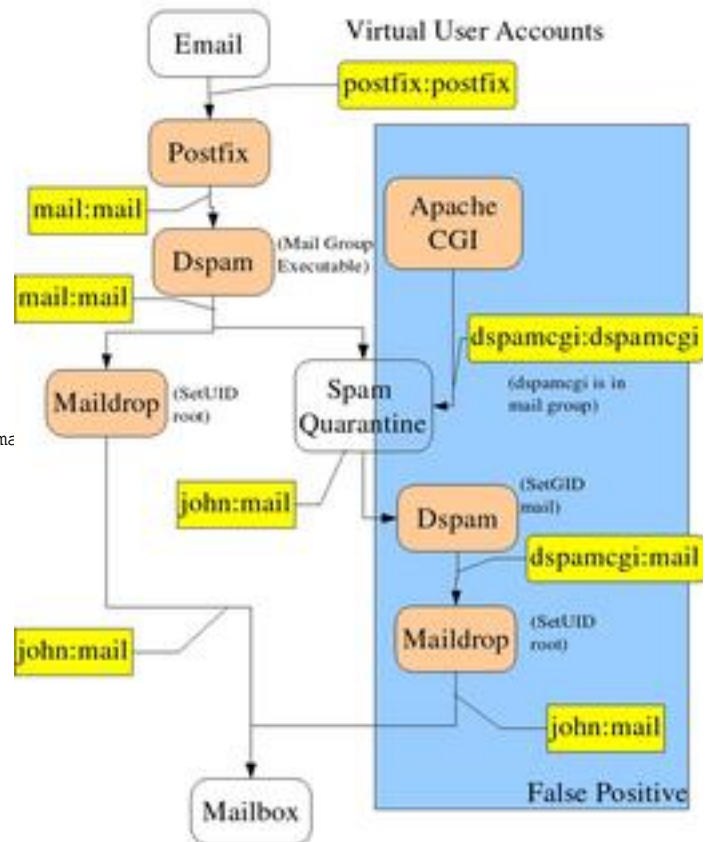 Email
Virtual User Accounts
postfix:postfix
Postfix
mail:mail
Apache
CGI
Dspam
(Mail Group
Executable)
mail:mail
dspamcgi:dspamcgi
(dspamcgi is in
mail group)
Maildrop
(SetUID
root)
Spam
Quarantine
ma
john:mail
Dspam
(SetGID
mail)
dspamcgi:mail
john:mail
Maildrop
(SetUID
root)
john:mail
Mailbox
False Positive